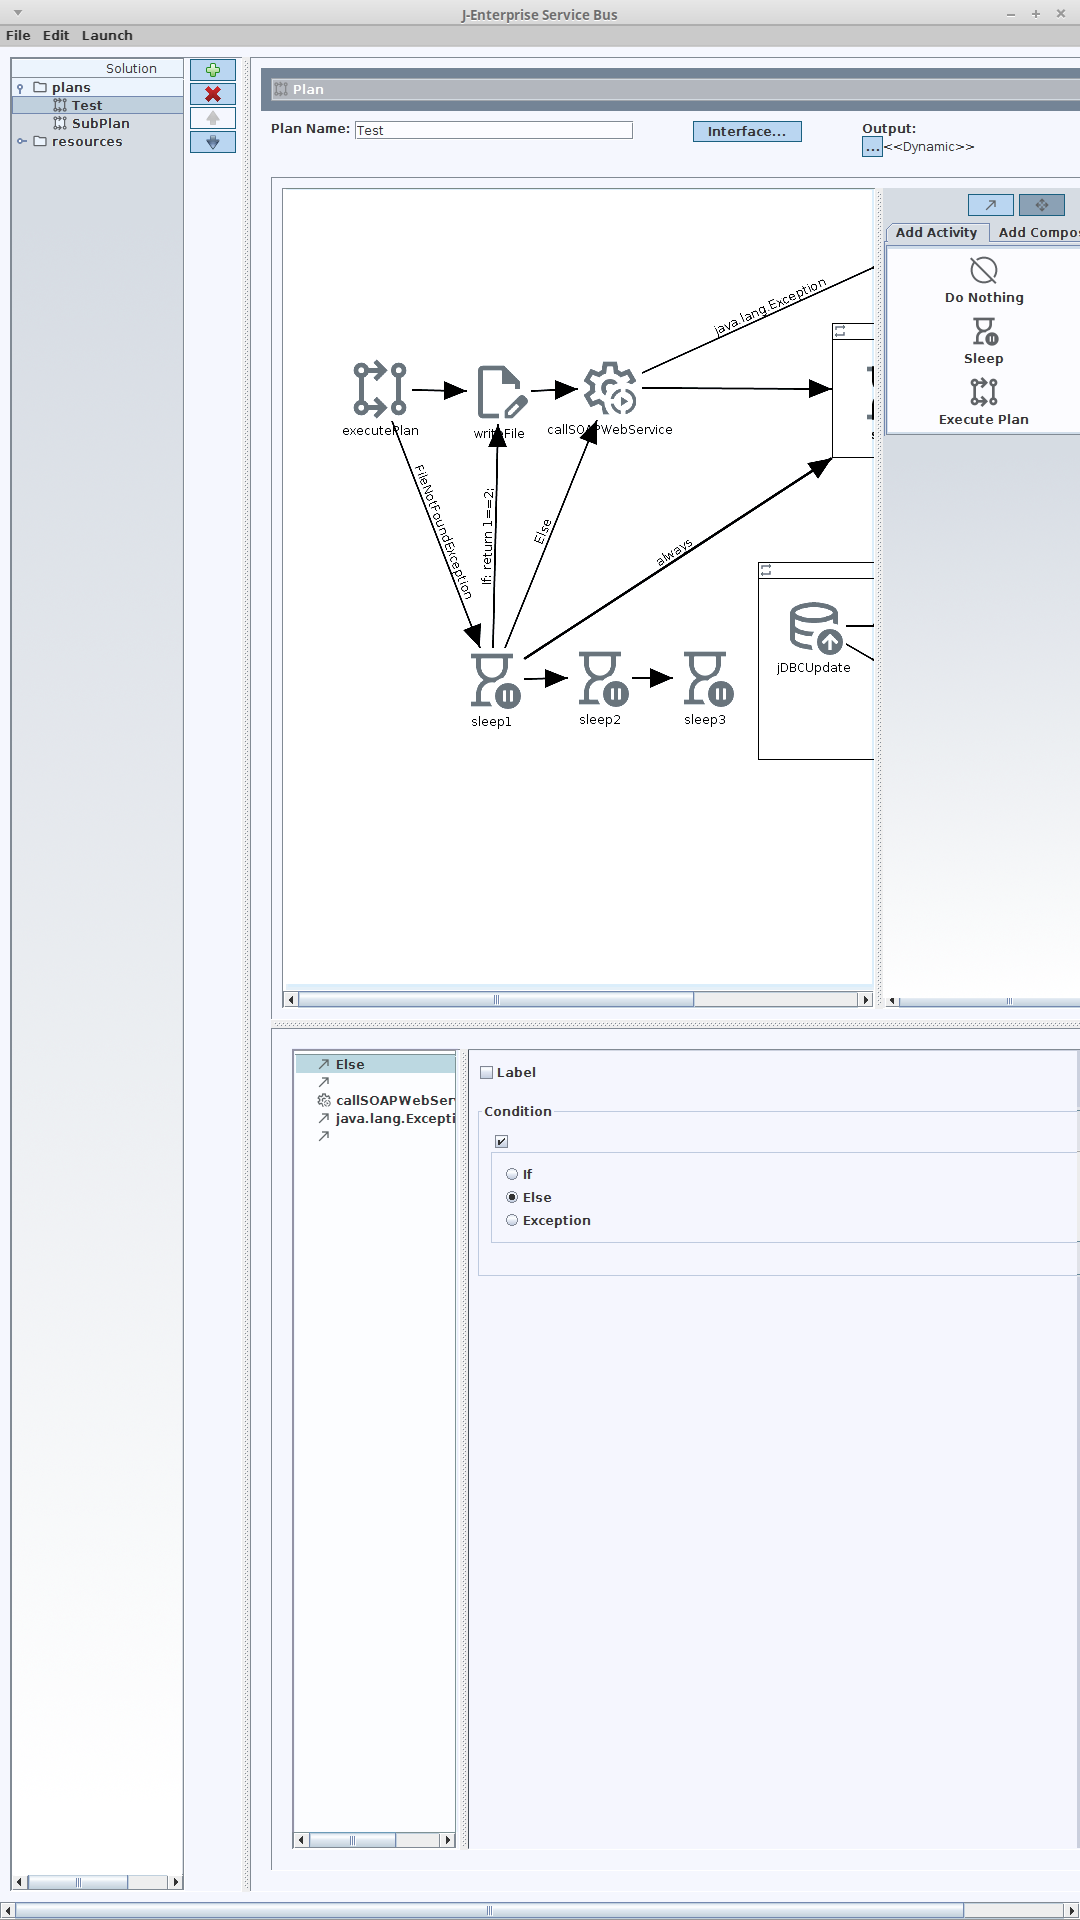 J-Enterprise Service Bus
File Edit Launch
Solution
plans
Test
SubPlan
resources
Plan
Plan Name: Test
Interface...
Output:
... <<Dynamic>>
Add Activity
Add Compos
Do Nothing
Sleep
Execute Plan
java.lang.Exception
executePlan
writeFile
callSOAPWebService
FileNotFoundException
If: return 1==2;
Else
always
jDBCUpdate
sleep1
sleep2
sleep3
Else
callSOAPWebSer
java.lang.Excepti
Label
Condition
If
Else
Exception